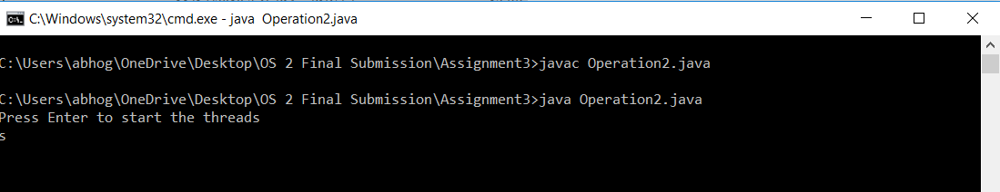 C:\Windows\system32\cmd.exe - java  Operation2.java
C:\Users\abhog\OneDrive\Desktop\OS 2 Final Submission\Assignment3>javac Operation2.java
C:\Users\abhog\OneDrive\Desktop\OS 2 Final Submission\Assignment3>java Operation2.java
Press Enter to start the threads
s